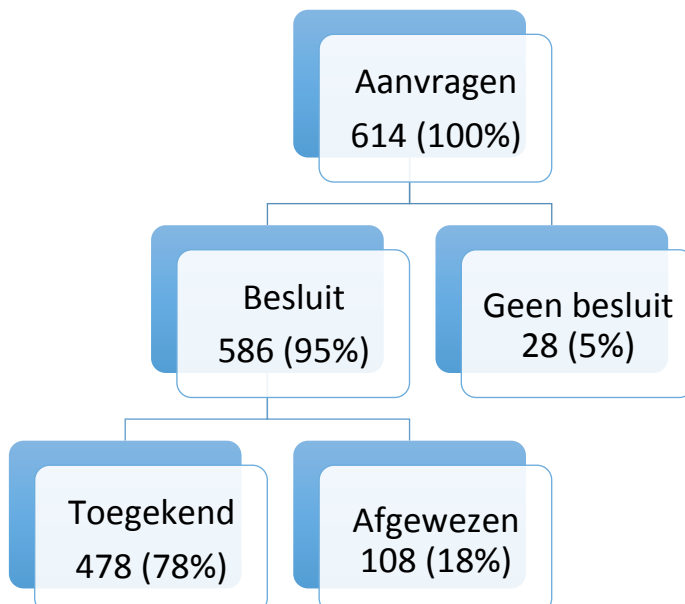 Aanvragen
614 (100%)
Besluit
586 (95%)
Geen besluit
28 (5%)
Toegekend
478 (78%)
Afgewezen
108 (18%)